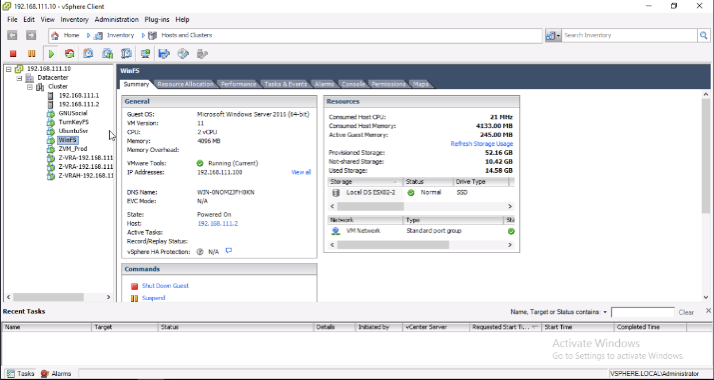 192.168.111.10 - vSphere Client
File Edit View Inventory Administration Plug-ins Help
Home Inventory Hosts and Clusters
Search Inventory
192.168.111.10
Datacenter
Cluster
192.168.111.1
192.168.111.2
GNUSocial
TurnKeyFS
UbuntuSvr
WinFS
ZVM_Prod
Z-VRA-192.168.111
Z-VRA-192.168.111
Z-VRAH-192.168.11
WinFS
Summary Resource Allocation Performance Tasks & Events Alarms Console Permissions Maps
General
Guest OS: Microsoft Windows Server 2016 (64-bit)
VM Version: 11
CPU: 2 vCPU
Memory: 4096 MB
Memory Overhead:
VMware Tools: Running (Current)
IP Addresses: 192.168.111.100 View all
DNS Name:
EVC Mode: N/A
State: Powered On
Host: 192.168.111.2
Active Tasks:
Record/Replay Status:
vSphere HA Protection: N/A
Commands
Shut Down Guest
Suspend
Resources
Consumed Host CPU: 21 MHz
Consumed Host Memory: 4133.00 MB
Active Guest Memory: 245.00 MB
Refresh Storage Usage
Provisioned Storage: 52.16 GB
Not-shared Storage: 10.42 GB
Used Storage: 14.58 GB
Storage Status Drive Type
Local DS ESX02-2 Normal SSD
Network Type Sta
VM Network Standard port group
Recent Tasks
Name, Target or Status contains: Clear
Name Target Status Details Initiated by vCenter Server Requested Start Ti... Start Time Completed Time
Activate Windows
Go to Settings to activate Windows.
Tasks Alarms
VSPHERE.LOCAL\Administrator